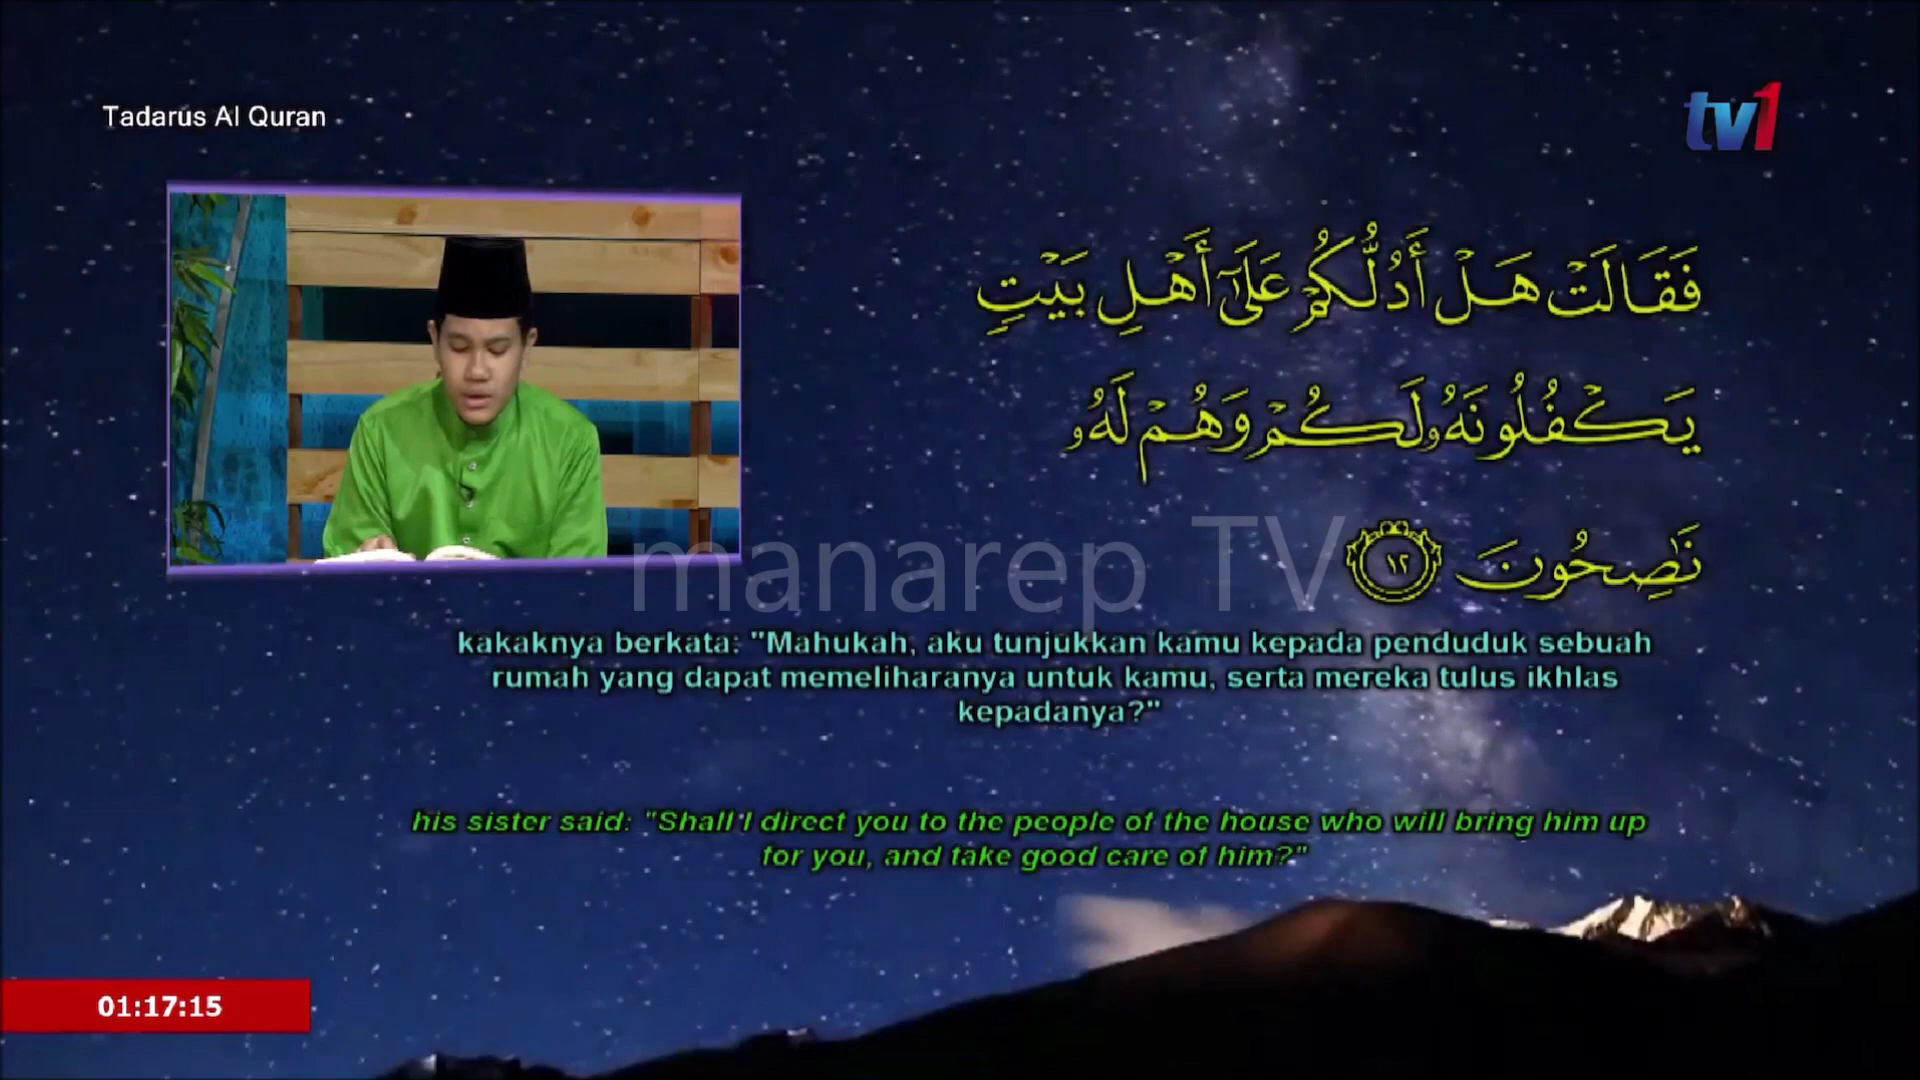 Tadarus Al Quran
tv1
فَقَالَتْ هَلْ أَدُلُّكُمْ عَلَىٰٓ أَهْلِ بَيْتٍ
يَكْفُلُونَهُۥ لَكُمْ وَهُمْ لَهُۥ
نَٰصِحُونَ ١٢
manarep TV
kakaknya berkata: "Mahukah, aku tunjukkan kamu kepada penduduk sebuah
rumah yang dapat memeliharanya untuk kamu, serta mereka tulus ikhlas
kepadanya?"
his sister said: "Shall I direct you to the people of the house who will bring him up
for you, and take good care of him?"
01:17:15